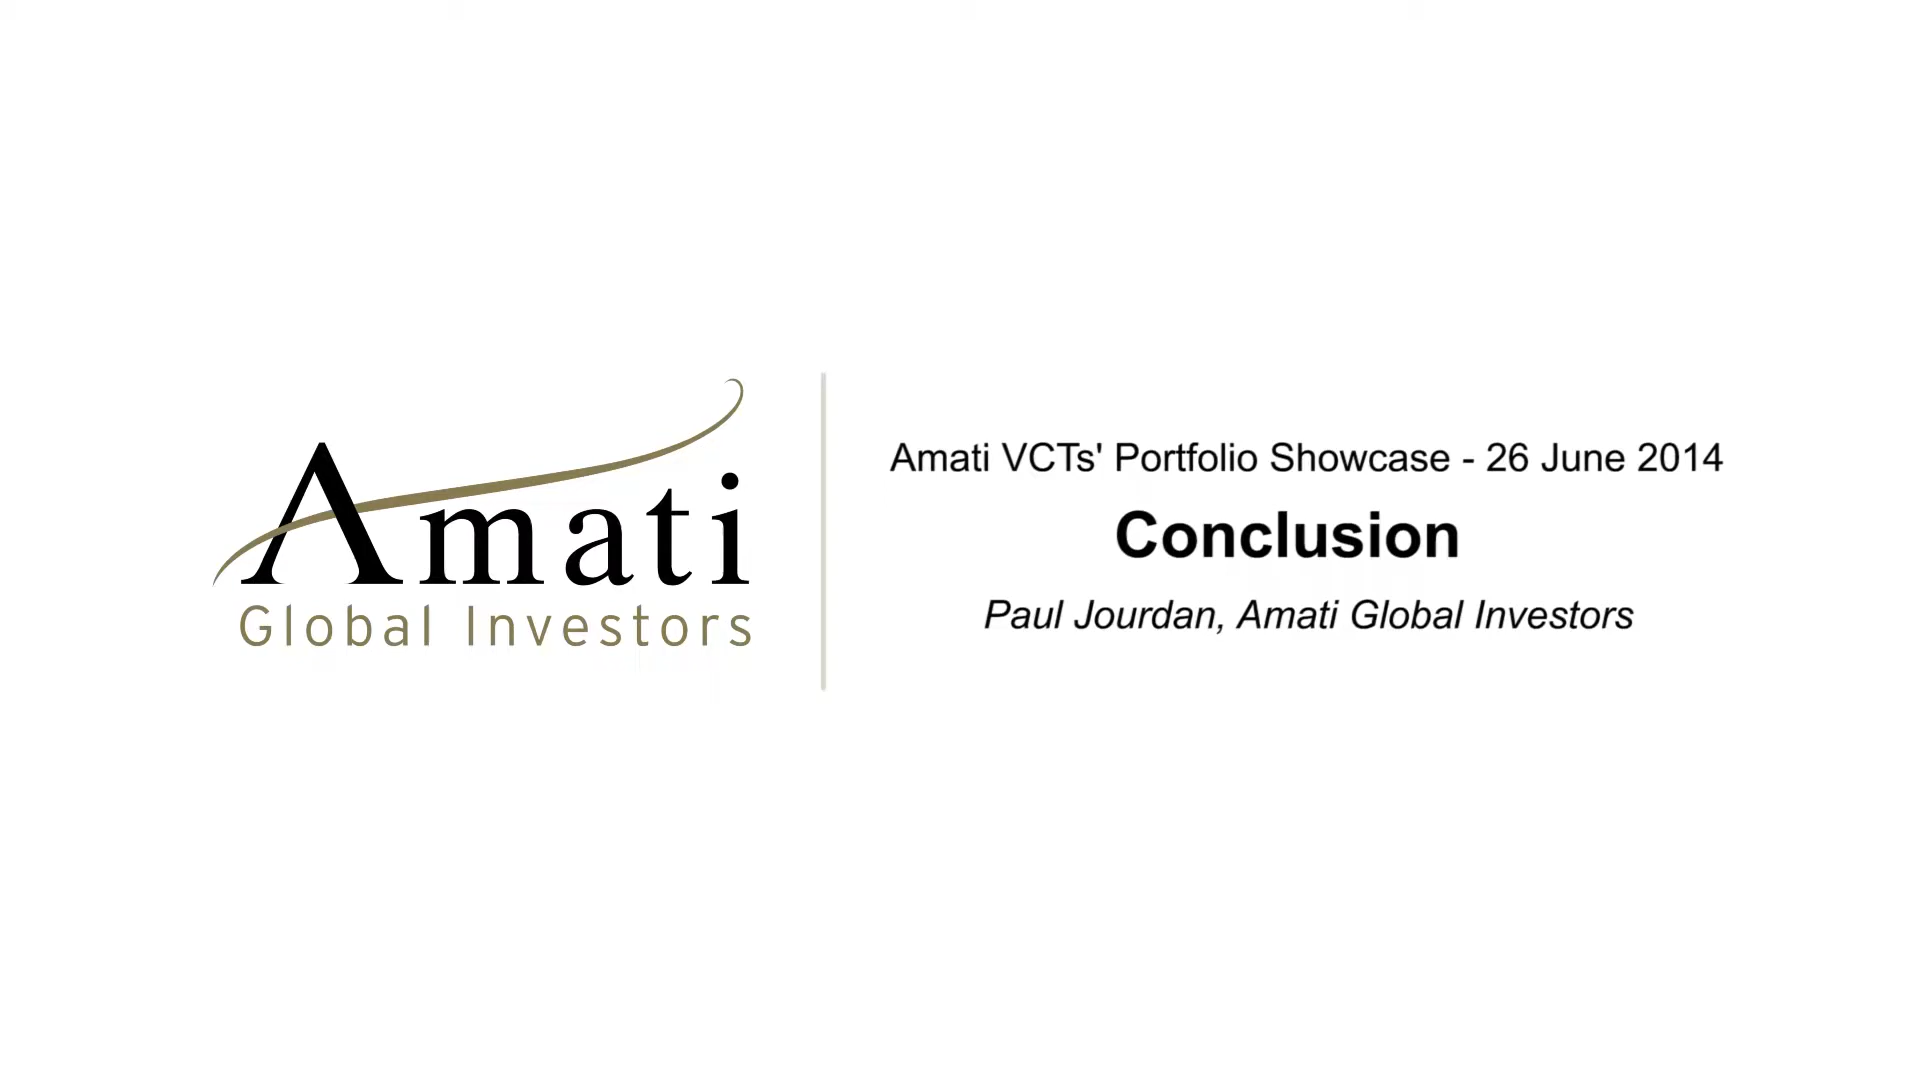 Amati
Global Investors
Amati VCTs' Portfolio Showcase - 26 June 2014
Conclusion
Paul Jourdan, Amati Global Investors